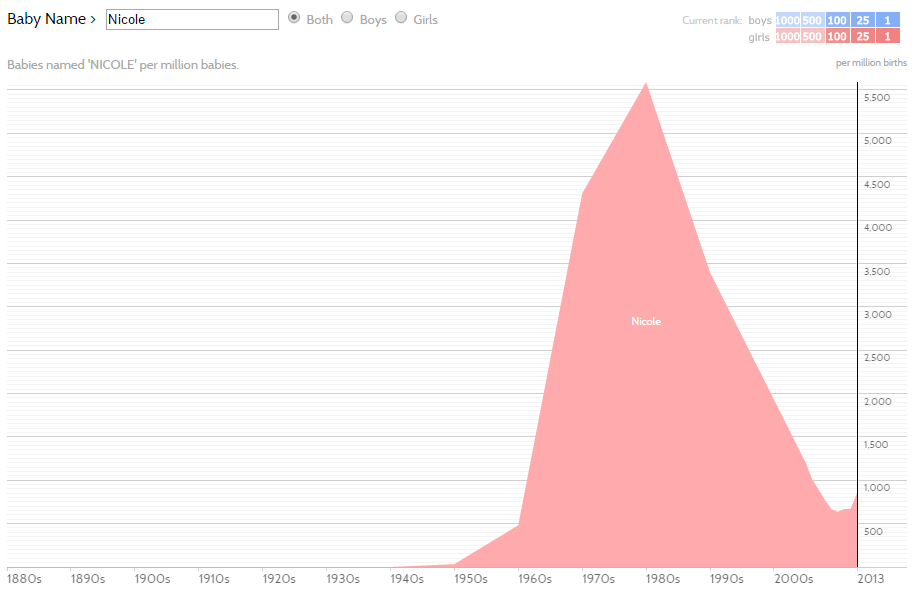 Baby Name › Nicole Both Boys Girls
Current rank: boys 1000 500 100 25 1
girls 1000 500 100 25 1
Babies named 'NICOLE' per million babies.
per million births
5,500
5,000
4,500
4,000
3,500
3,000
Nicole
2,500
2,000
1,500
1,000
500
1880s 1890s 1900s 1910s 1920s 1930s 1940s 1950s 1960s 1970s 1980s 1990s 2000s 2013